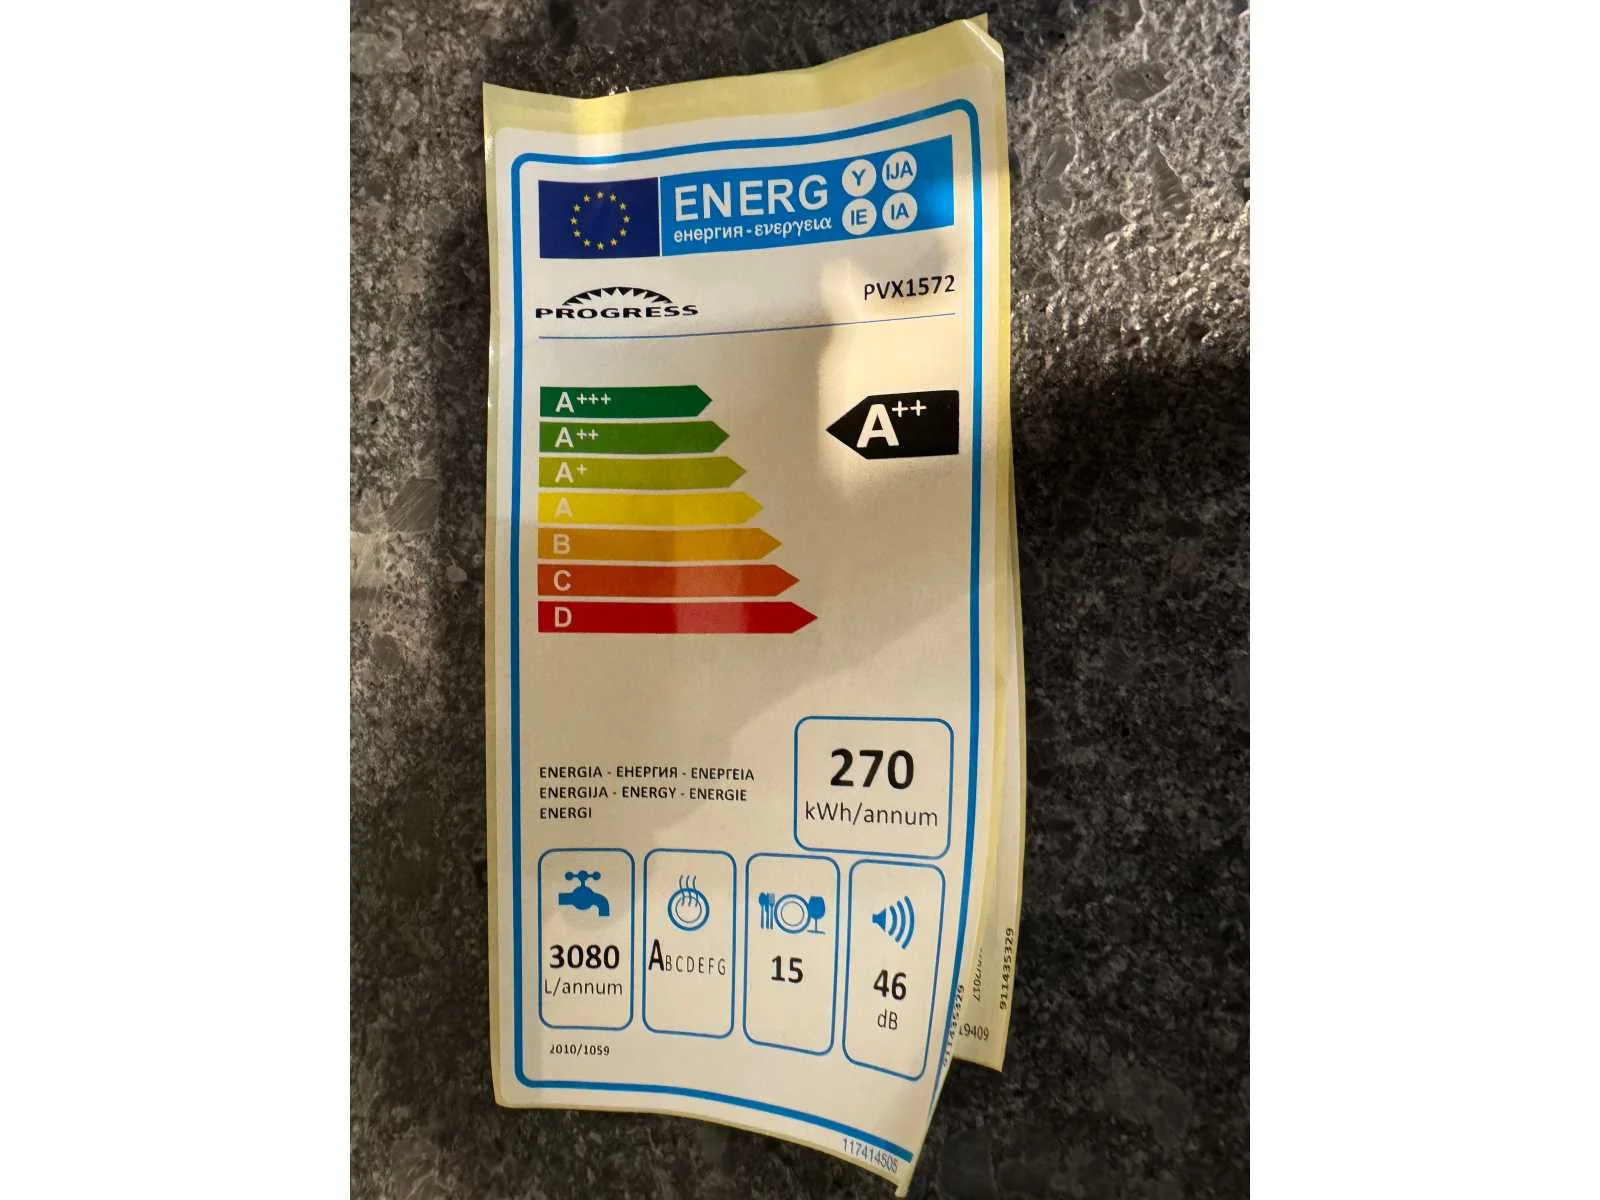 ENERG
Y IJA
IE IA
енергия - ενεργεια
PROGRESS
PVX1572
A+++
A++
A++
A+
A
B
C
D
270
kWh/annum
ENERGIA - ЕНЕРГИЯ - ΕΝΕΡΓΕΙΑ
ENERGIJA - ENERGY - ENERGIE
ENERGI
3080
L/annum
ABCDEFG
15
46
dB
2010/1059
911435329
911435329
117414505